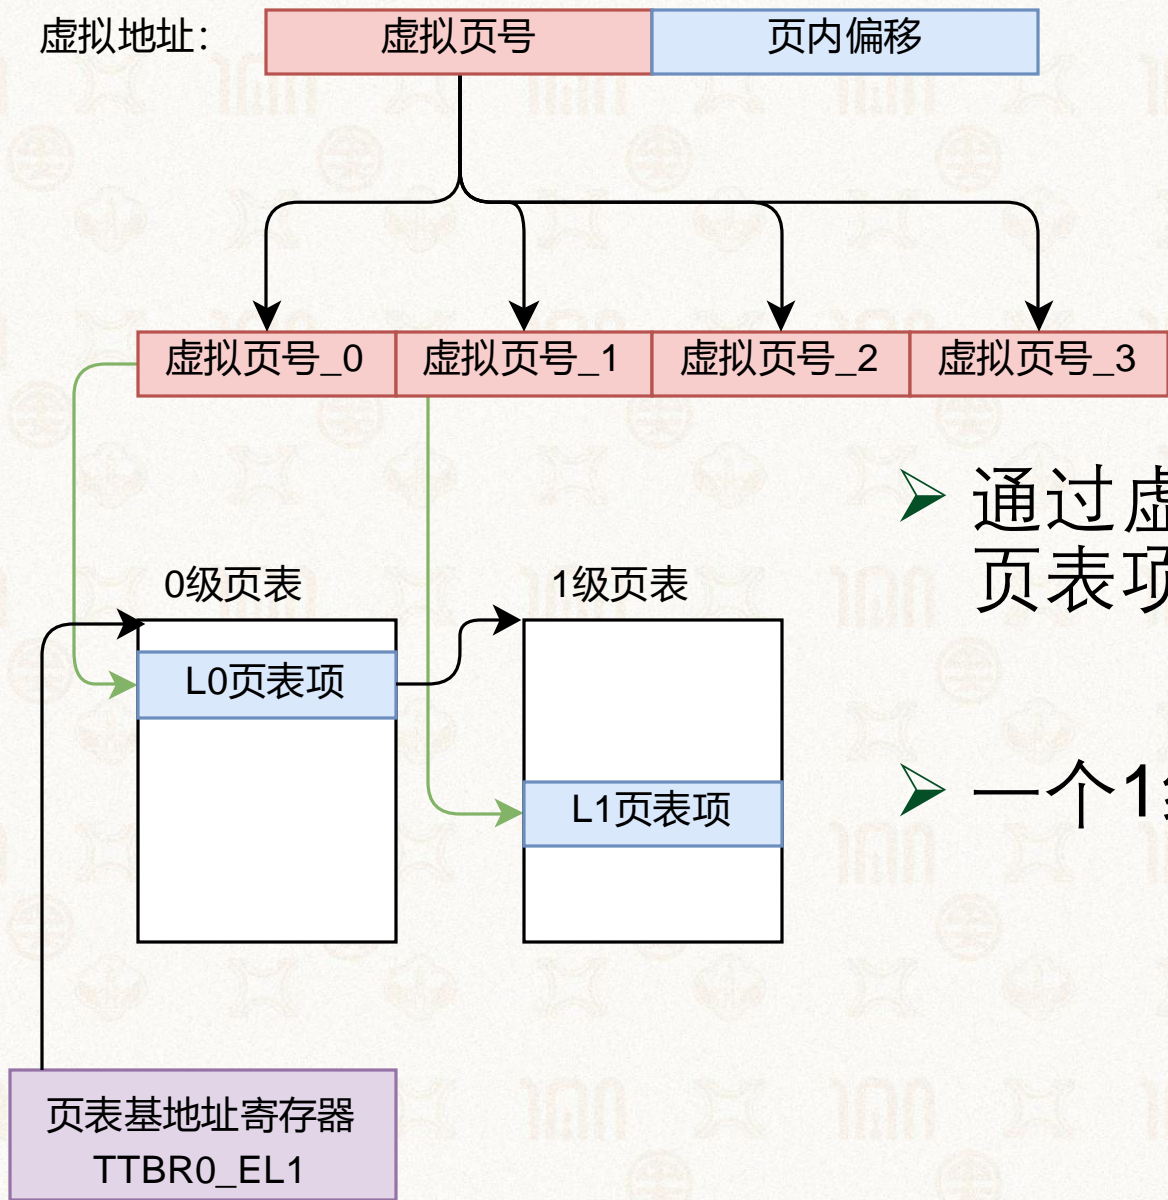 虚拟地址：
虚拟页号
页内偏移
虚拟页号_0
虚拟页号_1
虚拟页号_2
虚拟页号_3
通过虚
页表项
0级页表
1级页表
L0页表项
一个1
L1页表项
页表基地址寄存器
TTBR0_EL1